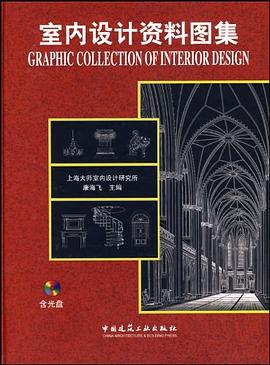 室内设计资料图集
GRAPHIC COLLECTION OF INTERIOR DESIGN
上海大师室内设计研究所
康海飞 主编
含光盘
中国建筑工业出版社
CHINA ARCHITECTURE & BUILDING PRESS